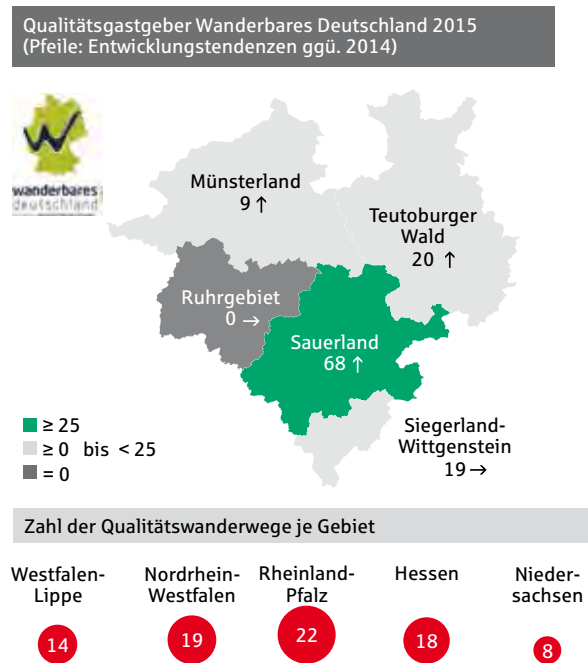 Qualitätsgastgeber Wanderbares Deutschland 2015
(Pfeile: Entwicklungstendenzen ggü. 2014)
wanderbares
deutschland
Münsterland
9 ↑
Teutoburger
Wald
20 ↑
Ruhrgebiet
0 →
Sauerland
68 ↑
Siegerland-
Wittgenstein
19 →
≥ 25
≥ 0 bis < 25
= 0
Zahl der Qualitätswanderwege je Gebiet
Westfalen-
Lippe
14
Nordrhein-
Westfalen
19
Rheinland-
Pfalz
22
Hessen
18
Nieder-
sachsen
8